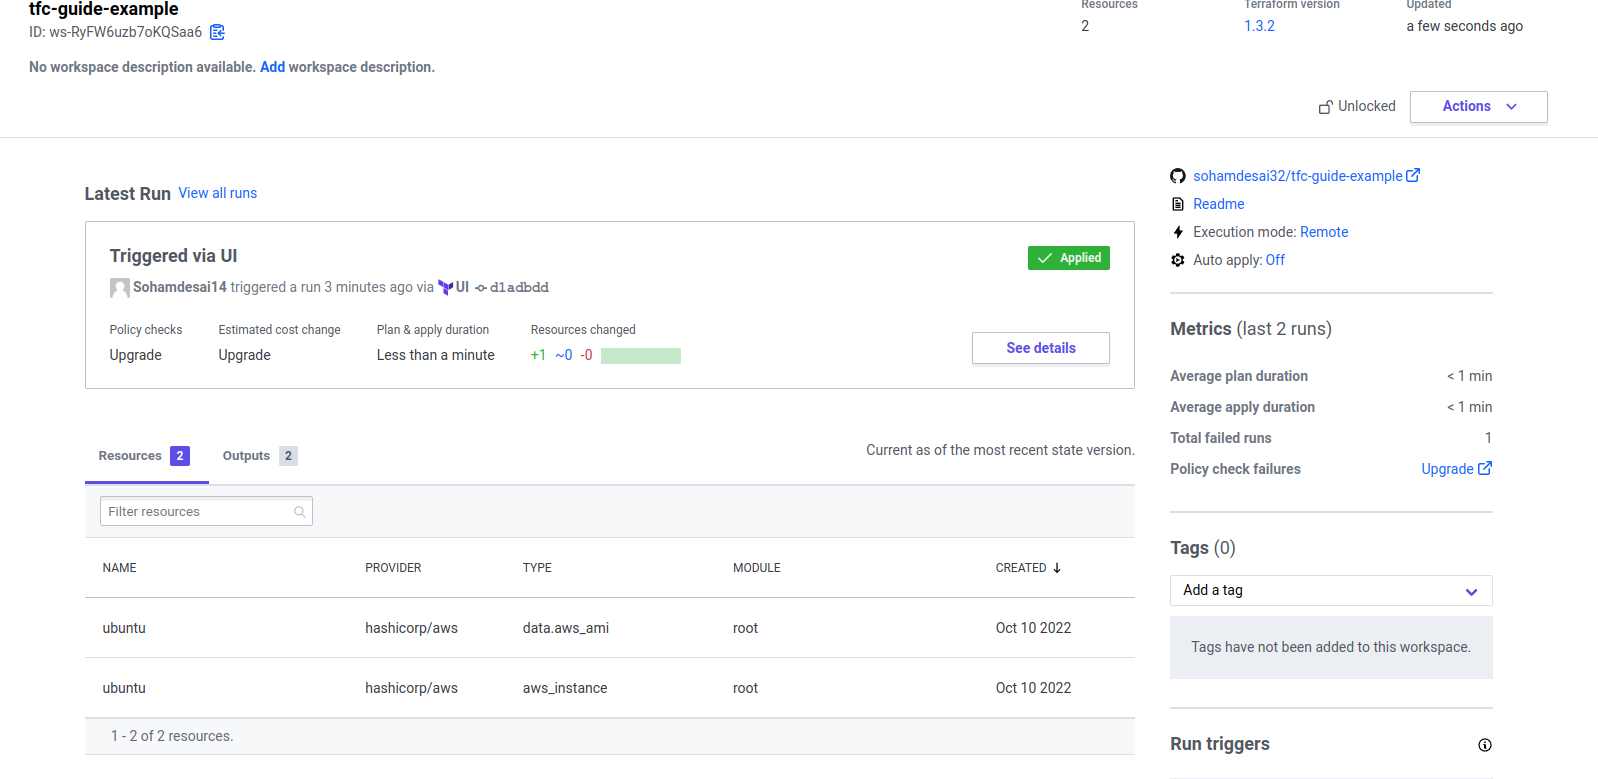 tfc-guide-example
ID: ws-RyFW6uzb7oKQSaa6
No workspace description available. Add workspace description.
Resources
2
Terraform version
1.3.2
Updated
a few seconds ago
Unlocked
Actions
Latest Run View all runs
Triggered via UI
Applied
Sohamdesai14 triggered a run 3 minutes ago via UI d1adbdd
Policy checks
Upgrade
Estimated cost change
Upgrade
Plan & apply duration
Less than a minute
Resources changed
+1 ~0 -0
See details
Resources 2 Outputs 2
Current as of the most recent state version.
Filter resources
NAME PROVIDER TYPE MODULE CREATED
ubuntu hashicorp/aws data.aws_ami root Oct 10 2022
ubuntu hashicorp/aws aws_instance root Oct 10 2022
1 - 2 of 2 resources.
sohamdesai32/tfc-guide-example
Readme
Execution mode: Remote
Auto apply: Off
Metrics (last 2 runs)
Average plan duration < 1 min
Average apply duration < 1 min
Total failed runs 1
Policy check failures Upgrade
Tags (0)
Add a tag
Tags have not been added to this workspace.
Run triggers